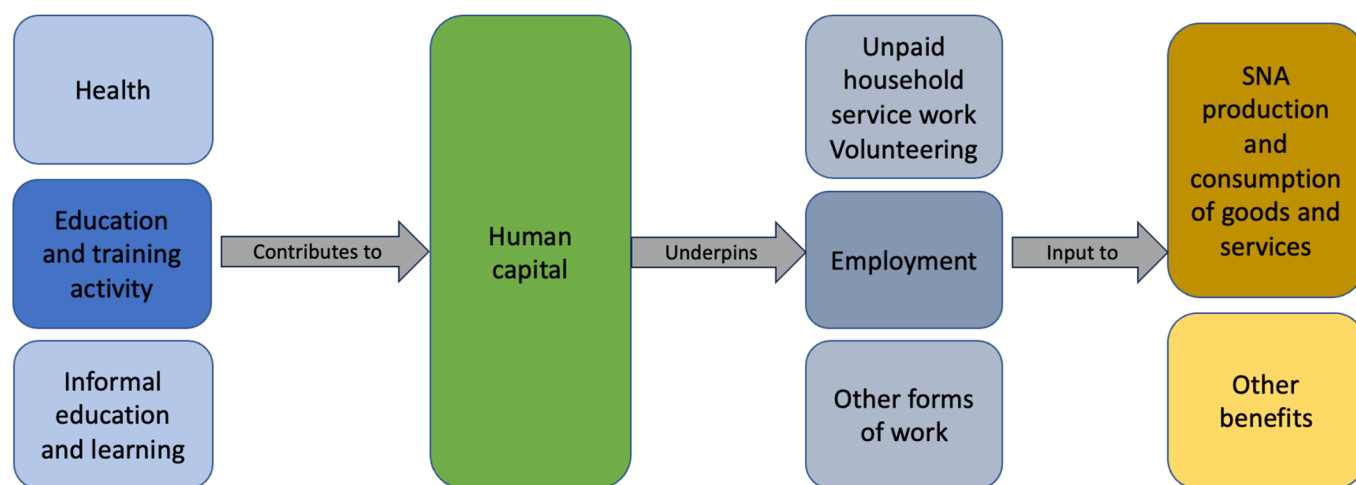 Health
Education
and training
activity
Informal
education
and learning
Contributes to
Human
capital
Underpins
Unpaid
household
service work
Volunteering
Employment
Other forms
of work
Input to
SNA
production
and
consumption
of goods and
services
Other
benefits